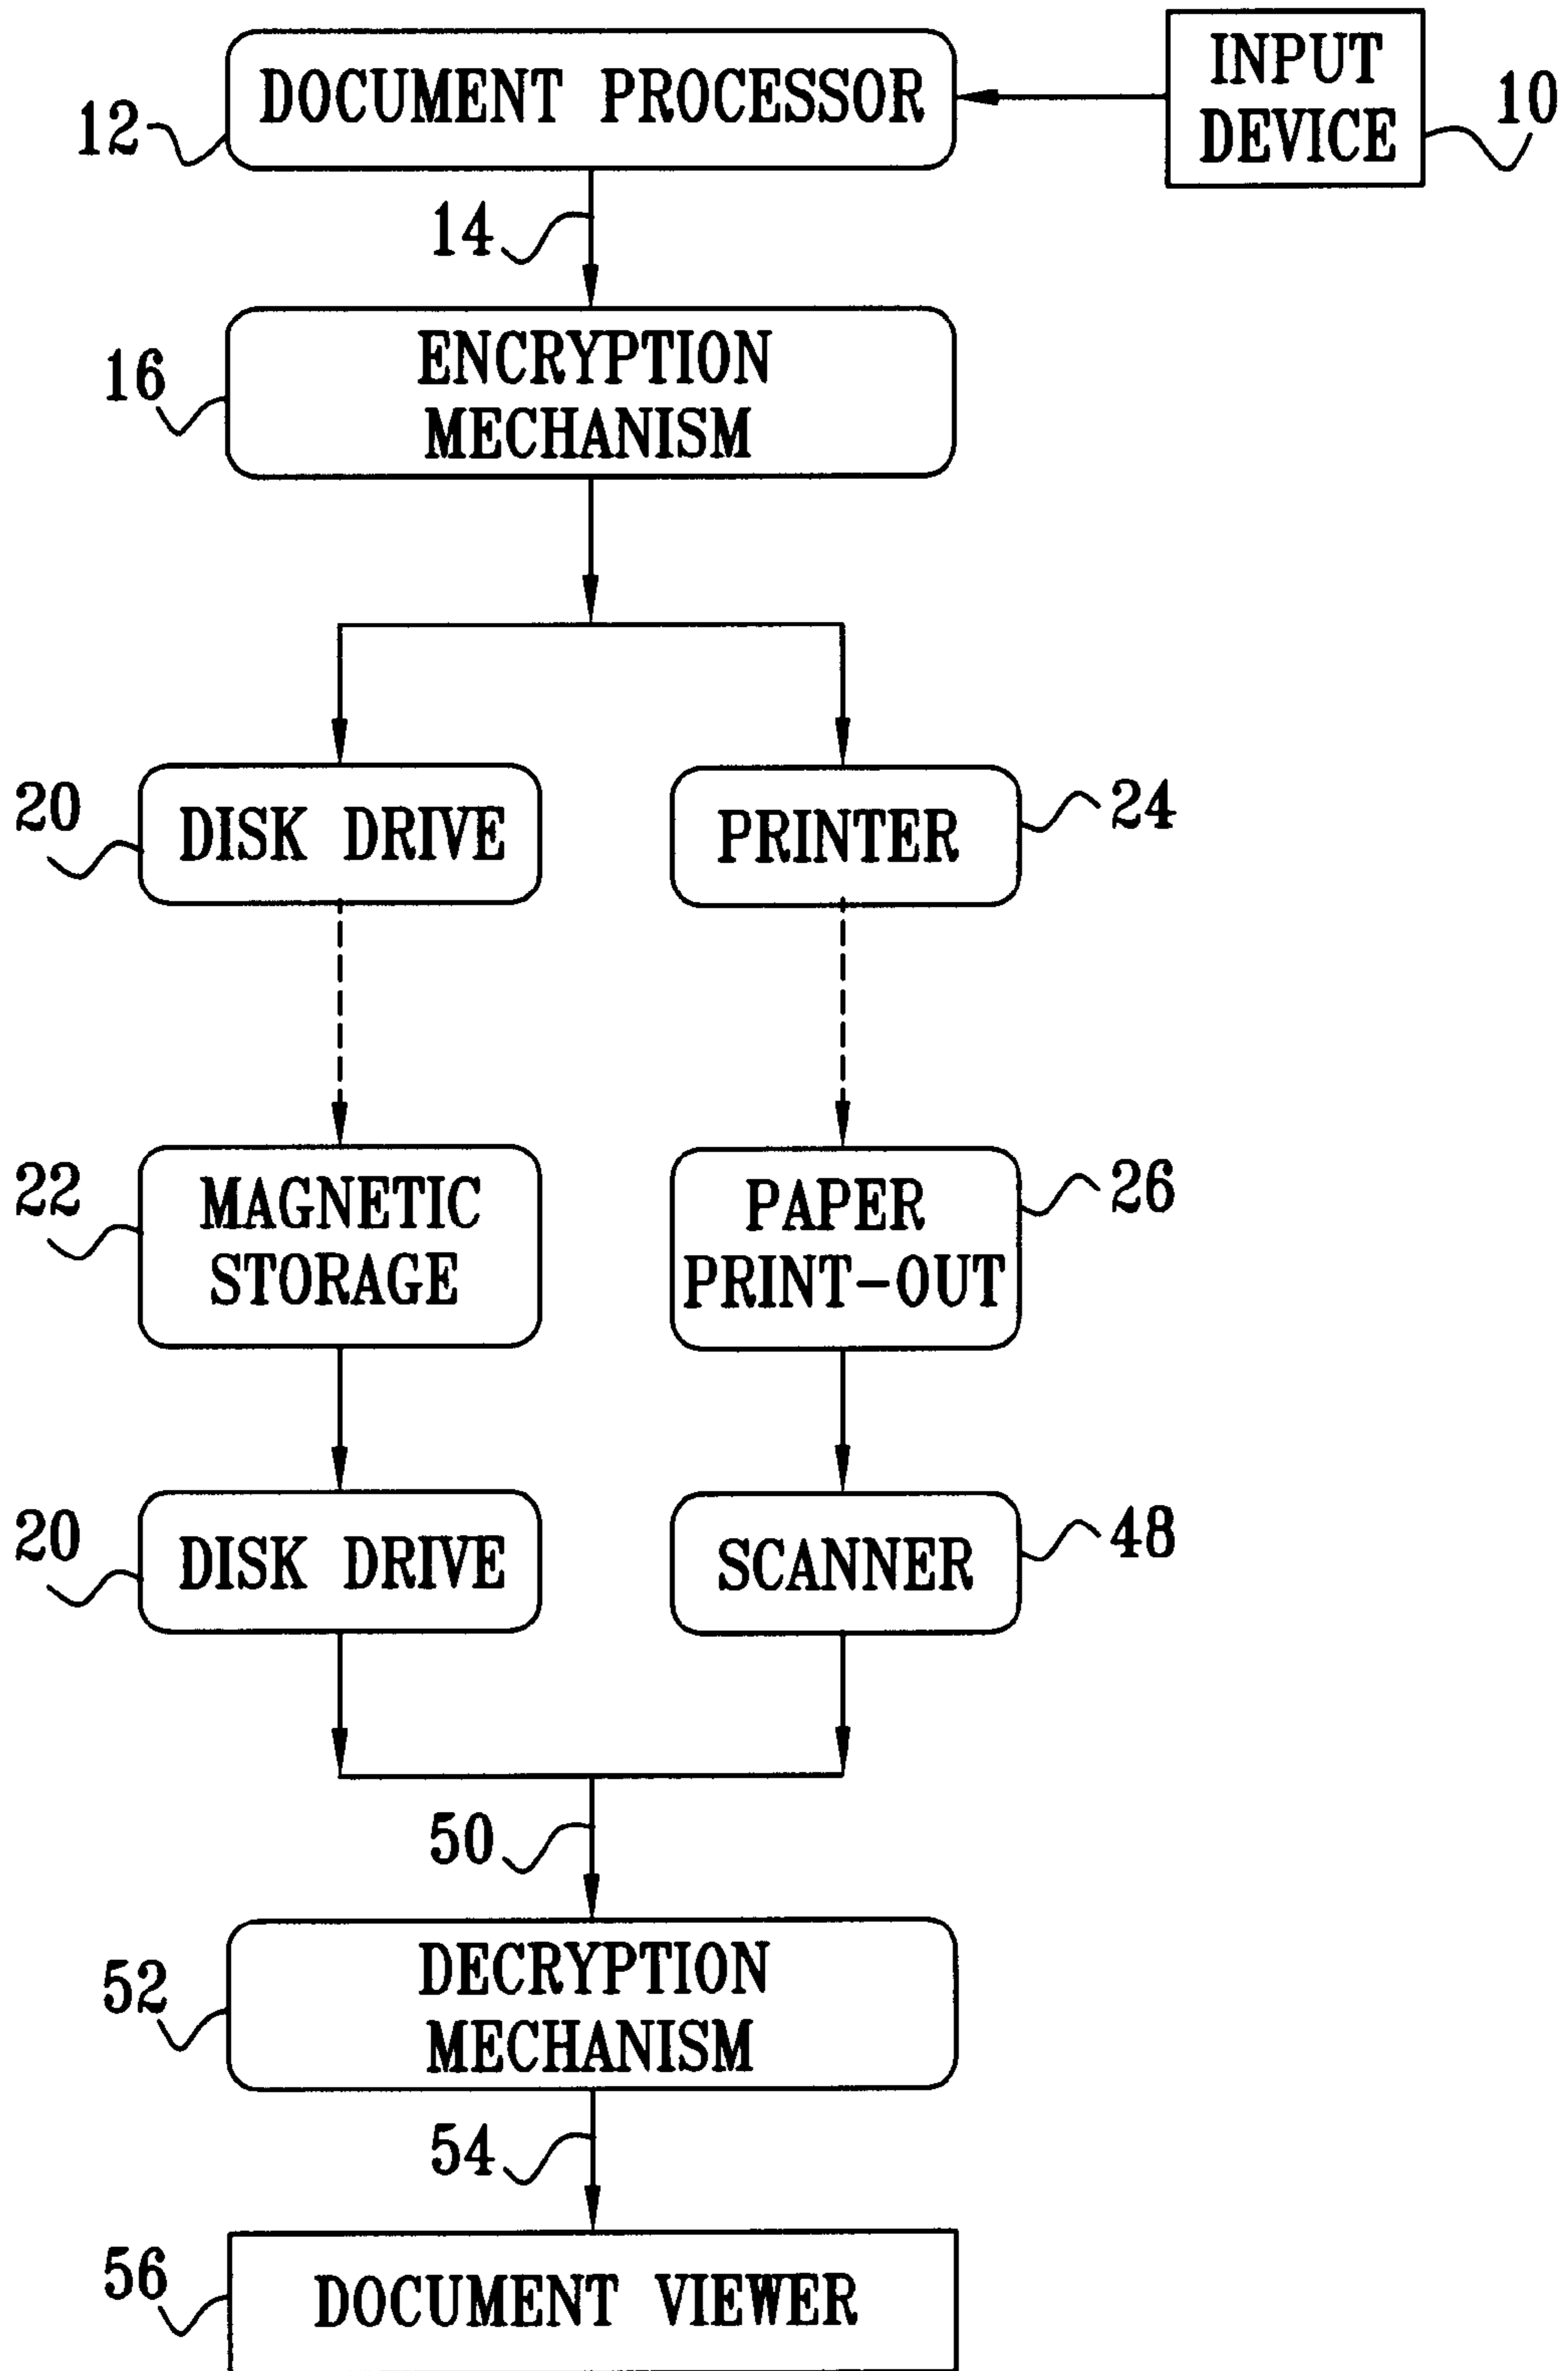 DOCUMENT PROCESSOR
INPUT
DEVICE
10
12
14
ENCRYPTION
MECHANISM
16
DISK DRIVE
20
PRINTER
24
MAGNETIC
STORAGE
22
PAPER
PRINT-OUT
26
DISK DRIVE
20
SCANNER
48
50
DECRYPTION
MECHANISM
52
54
DOCUMENT VIEWER
56